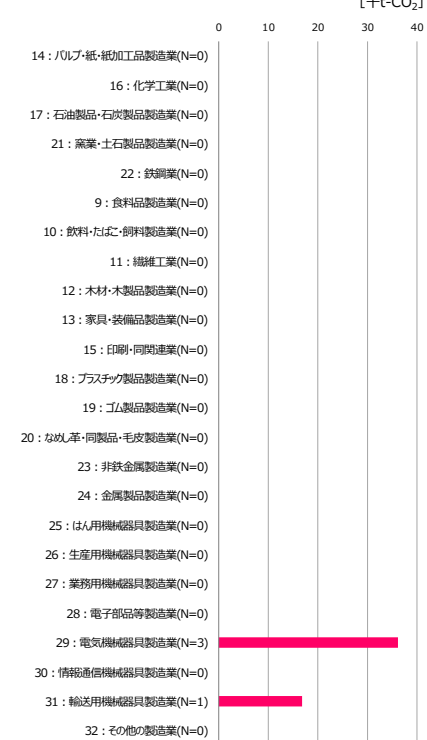 [千t-CO₂]
0 10 20 30 40
14：パルプ･紙･紙加工品製造業(N=0)
16：化学工業(N=0)
17：石油製品･石炭製品製造業(N=0)
21：窯業･土石製品製造業(N=0)
22：鉄鋼業(N=0)
9：食料品製造業(N=0)
10：飲料･たばこ･飼料製造業(N=0)
11：繊維工業(N=0)
12：木材･木製品製造業(N=0)
13：家具･装備品製造業(N=0)
15：印刷･同関連業(N=0)
18：プラスチック製品製造業(N=0)
19：ゴム製品製造業(N=0)
20：なめし革･同製品･毛皮製造業(N=0)
23：非鉄金属製造業(N=0)
24：金属製品製造業(N=0)
25：はん用機械器具製造業(N=0)
26：生産用機械器具製造業(N=0)
27：業務用機械器具製造業(N=0)
28：電子部品等製造業(N=0)
29：電気機械器具製造業(N=3)
30：情報通信機械器具製造業(N=0)
31：輸送用機械器具製造業(N=1)
32：その他の製造業(N=0)